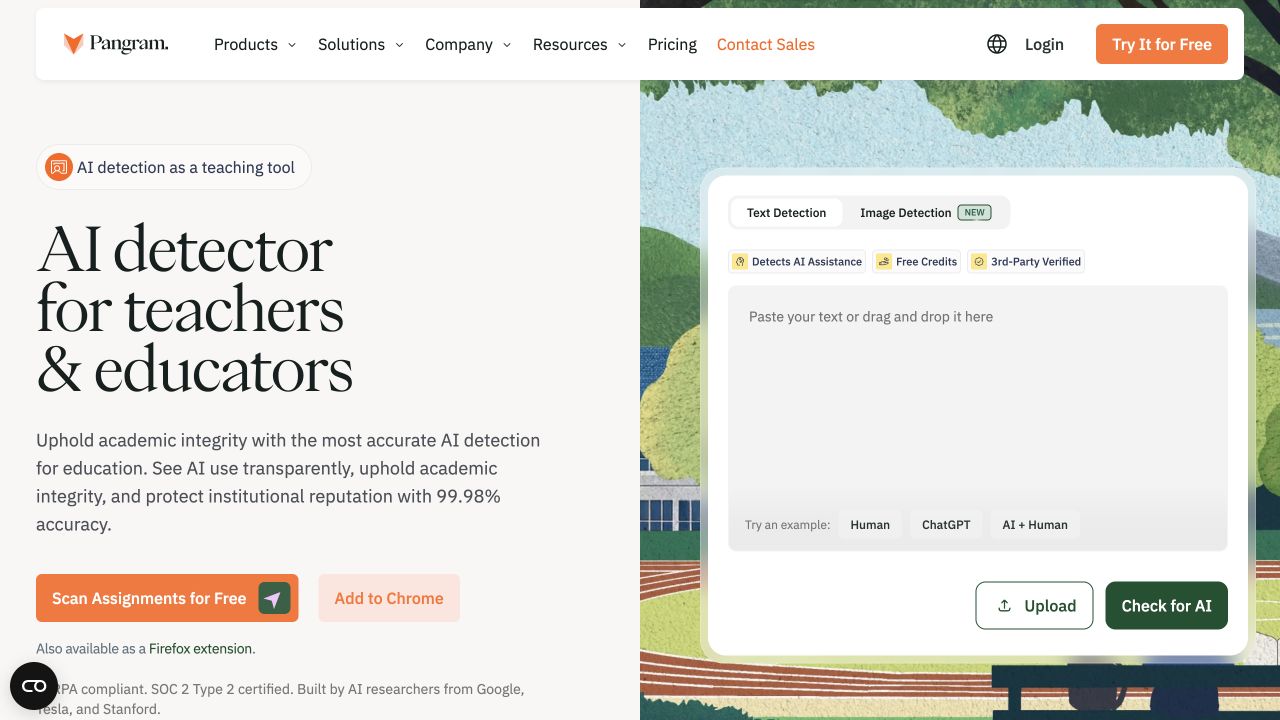 Pangram.
Products
Solutions
Company
Resources
Pricing
Contact Sales
Login
Try It for Free
AI detection as a teaching tool
AI detector
for teachers
& educators
Uphold academic integrity with the most accurate AI detection
for education. See AI use transparently, uphold academic
integrity, and protect institutional reputation with 99.98%
accuracy.
Scan Assignments for Free
Add to Chrome
Also available as a Firefox extension.
compliant. SOC 2 Type 2 certified. Built by AI researchers from Google,
Tesla, and Stanford.
Text Detection
Image Detection NEW
Detects AI Assistance
Free Credits
3rd-Party Verified
Paste your text or drag and drop it here
Try an example:
Human
ChatGPT
AI + Human
Upload
Check for AI